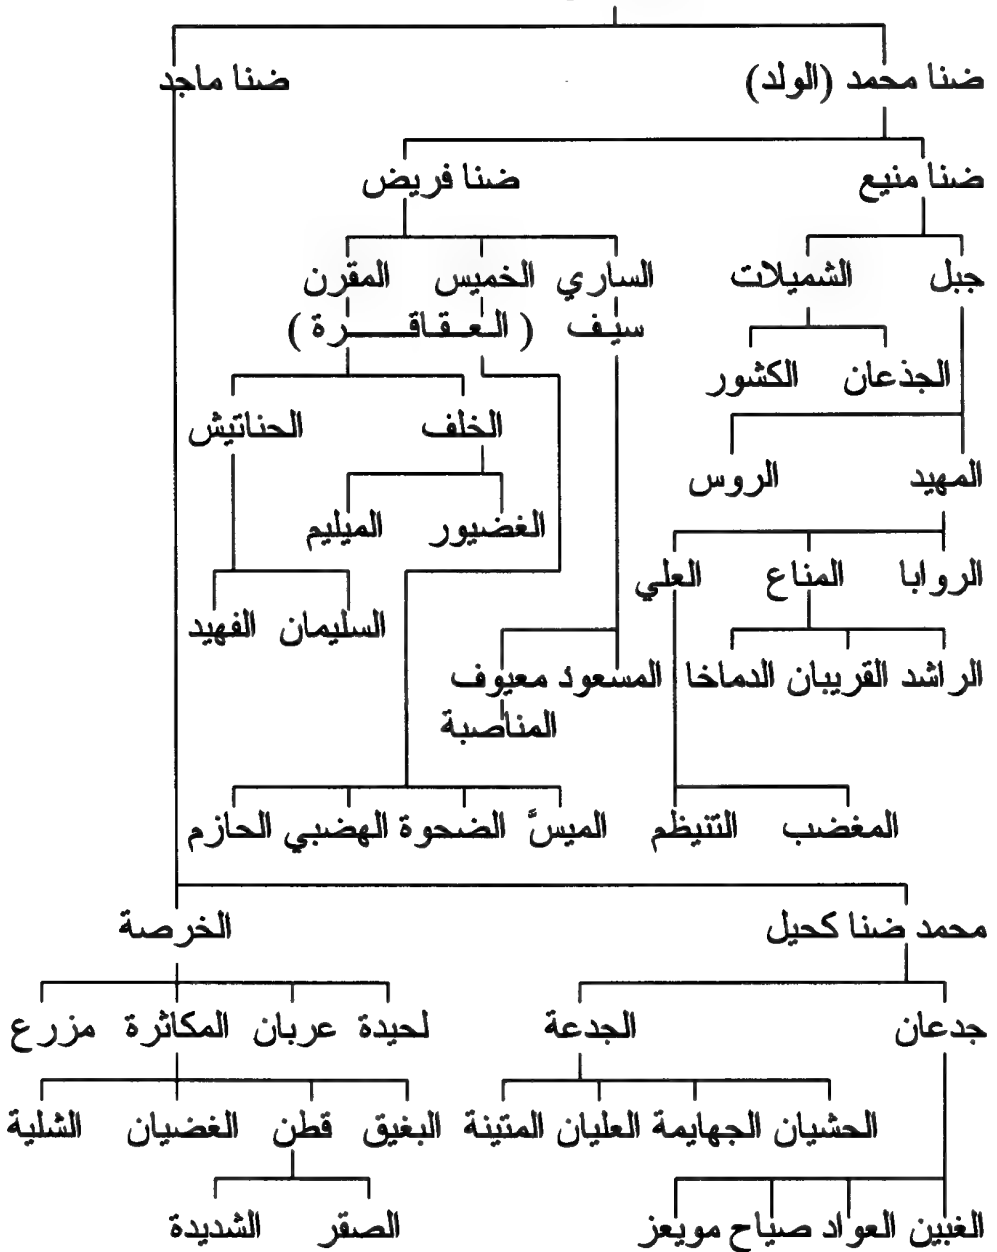 ضنا محمد (الولد) ضنا ماجد
ضنا منيع ضنا فريض
جبل الشميلات الساري الخميس المقرن
سيف (العقاقرة)
الجذعان الكشور
الخلف الحناتيش
المهيد الروس
الغضيور الميليم
الروابا المناع العلي
السليمان الفهيد
الراشد القريبان الدماخا المسعود معيوف
المناصبة
المغضب التنيظم الميسَّ الضحوة الهضبي الحازم
محمد ضنا كحيل الخرصة
جدعان الجدعة لحيدة عربان المكاثرة مزرع
الحشيان الجهايمة العليان المتينة البغيق قطن الغضيان الشلية
الغبين العواد صياح مويعز الصقر الشديدة